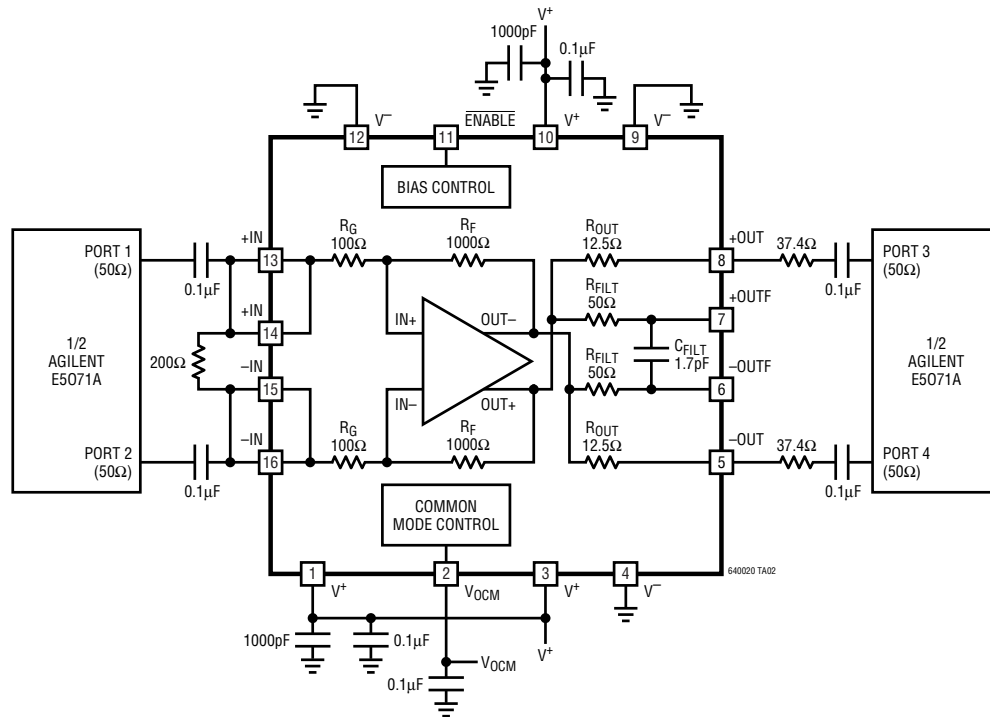 V⁺
1000pF
0.1µF
V⁻
ENABLE
V⁺
V⁻
12
11
10
9
BIAS CONTROL
PORT 1
(50Ω)
0.1µF
+IN
13
RG
100Ω
RF
1000Ω
ROUT
12.5Ω
+OUT
8
37.4Ω
0.1µF
PORT 3
(50Ω)
+IN
14
IN+
OUT–
RFILT
50Ω
+OUTF
7
1/2
AGILENT
E5O71A
200Ω
CFILT
1.7pF
1/2
AGILENT
E5O71A
–IN
15
IN–
OUT+
RFILT
50Ω
–OUTF
6
PORT 2
(50Ω)
0.1µF
–IN
16
RG
100Ω
RF
1000Ω
ROUT
12.5Ω
–OUT
5
37.4Ω
0.1µF
PORT 4
(50Ω)
COMMON
MODE CONTROL
640020 TA02
1
2
3
4
V⁺
VOCM
V⁺
V⁻
1000pF
0.1µF
V⁺
VOCM
0.1µF